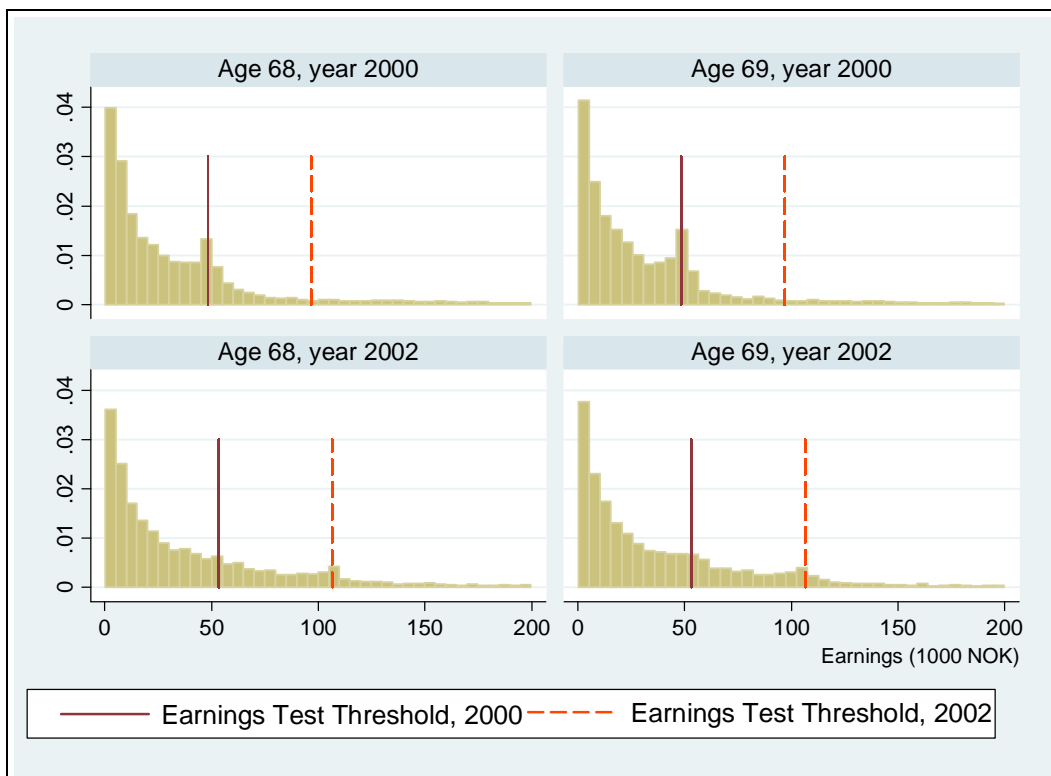 Age 68, year 2000
Age 69, year 2000
.04
.03
.02
.01
0
Age 68, year 2002
Age 69, year 2002
.04
.03
.02
.01
0
0 50 100 150 200 0 50 100 150 200
Earnings (1000 NOK)
Earnings Test Threshold, 2000 Earnings Test Threshold, 2002